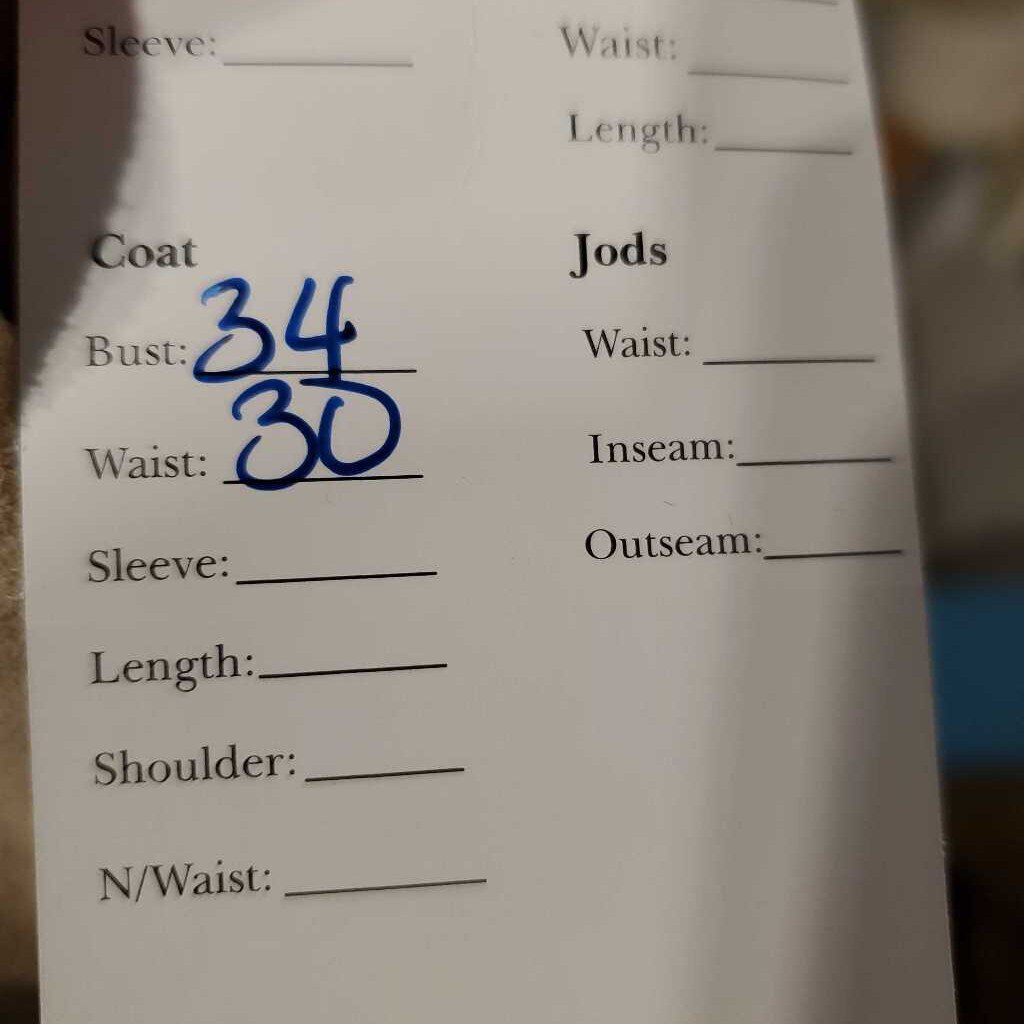 Sleeve:
Waist:
Length:
Coat
Bust: 34
Waist: 30
Sleeve:
Length:
Shoulder:
N/Waist:
Jods
Waist:
Inseam:
Outseam: